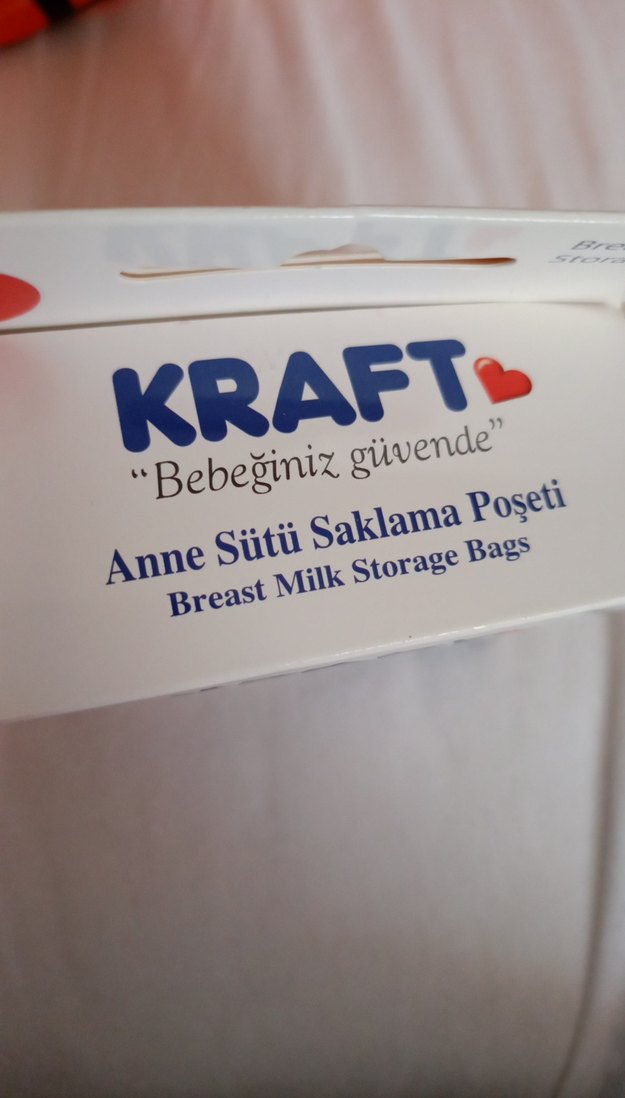 KRAFT
“Bebeğiniz güvende”
Anne Sütü Saklama Poşeti
Breast Milk Storage Bags